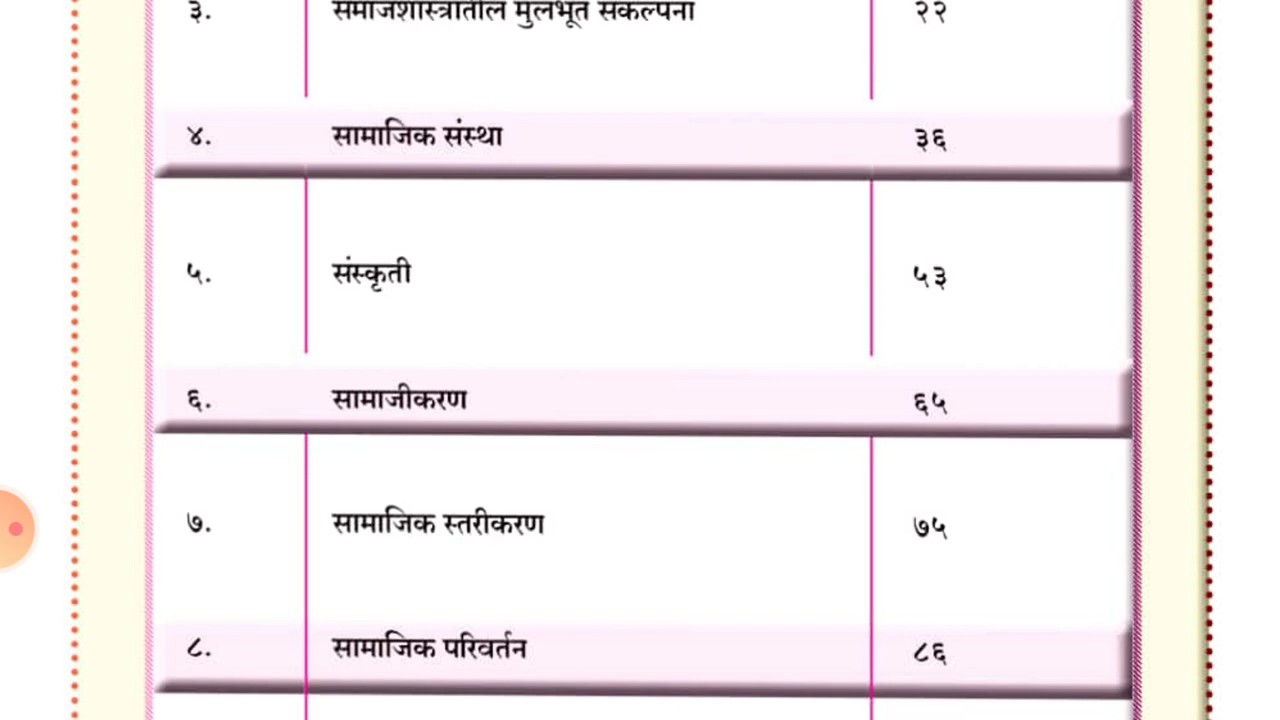 ३. समाजशास्त्रातील मुलभूत संकल्पना २२
४. सामाजिक संस्था ३६
५. संस्कृती ५३
६. सामाजीकरण ६५
७. सामाजिक स्तरीकरण ७५
८. सामाजिक परिवर्तन ८६